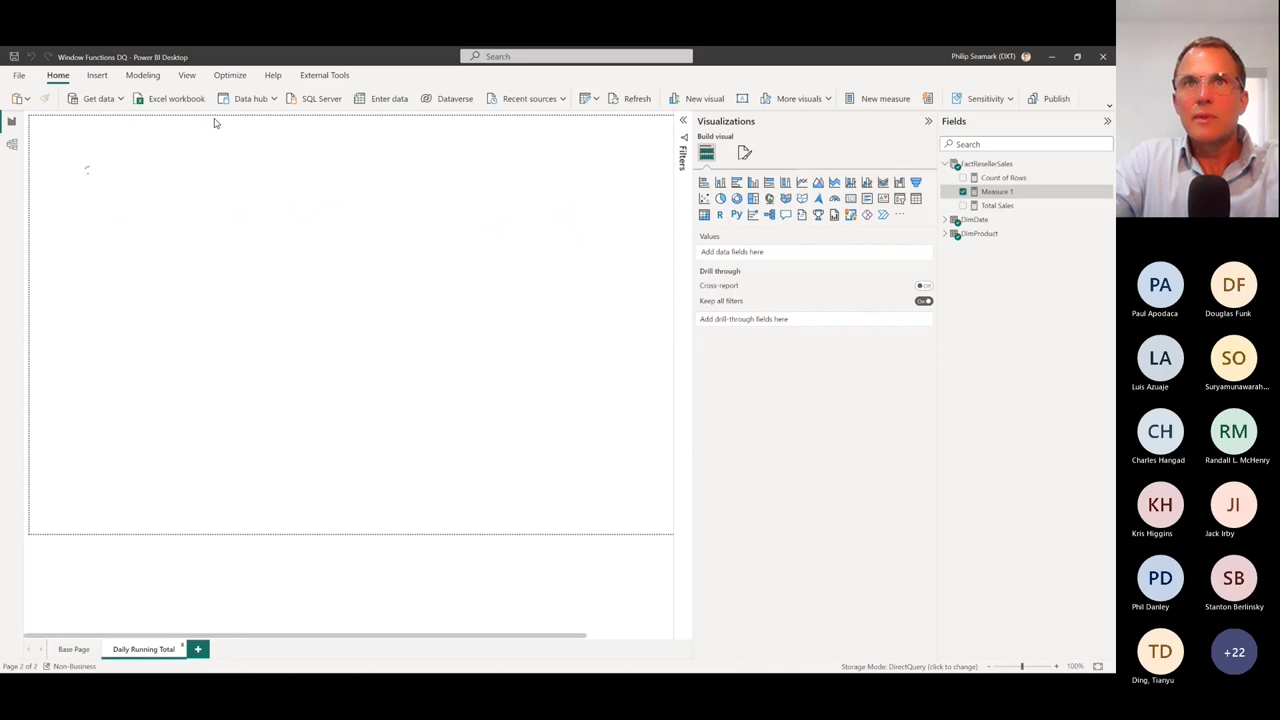 Window Functions DQ - Power BI Desktop
Search
Philip Seamark (DXT)
File Home Insert Modeling View Optimize Help External Tools
Get data Excel workbook Data hub SQL Server Enter data Dataverse Recent sources Refresh New visual More visuals New measure Sensitivity Publish
Filters
Visualizations
Build visual
R Py
Values
Add data fields here
Drill through
Cross-report Off
Keep all filters On
Add drill-through fields here
Fields
Search
FactResellerSales
Count of Rows
Measure 1
Total Sales
DimDate
DimProduct
Base Page
Daily Running Total
Page 2 of 2
Non-Business
Storage Mode: DirectQuery (click to change)
100%
PA DF
Paul Apodaca Douglas Funk
LA SO
Luis Azuaje Suryamunawarah...
CH RM
Charles Hangad Randall L. McHenry
KH JI
Kris Higgins Jack Irby
PD SB
Phil Danley Stanton Berlinsky
TD +22
Ding, Tianyu